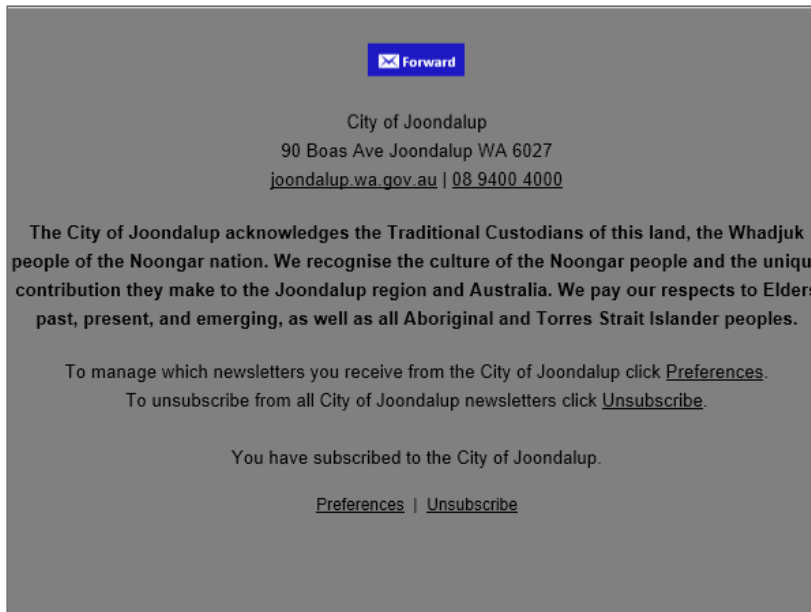 Forward
City of Joondalup
90 Boas Ave Joondalup WA 6027
joondalup.wa.gov.au | 08 9400 4000
The City of Joondalup acknowledges the Traditional Custodians of this land, the Whadjuk
people of the Noongar nation. We recognise the culture of the Noongar people and the uniqu
contribution they make to the Joondalup region and Australia. We pay our respects to Elders
past, present, and emerging, as well as all Aboriginal and Torres Strait Islander peoples.
To manage which newsletters you receive from the City of Joondalup click Preferences.
To unsubscribe from all City of Joondalup newsletters click Unsubscribe.
You have subscribed to the City of Joondalup.
Preferences | Unsubscribe